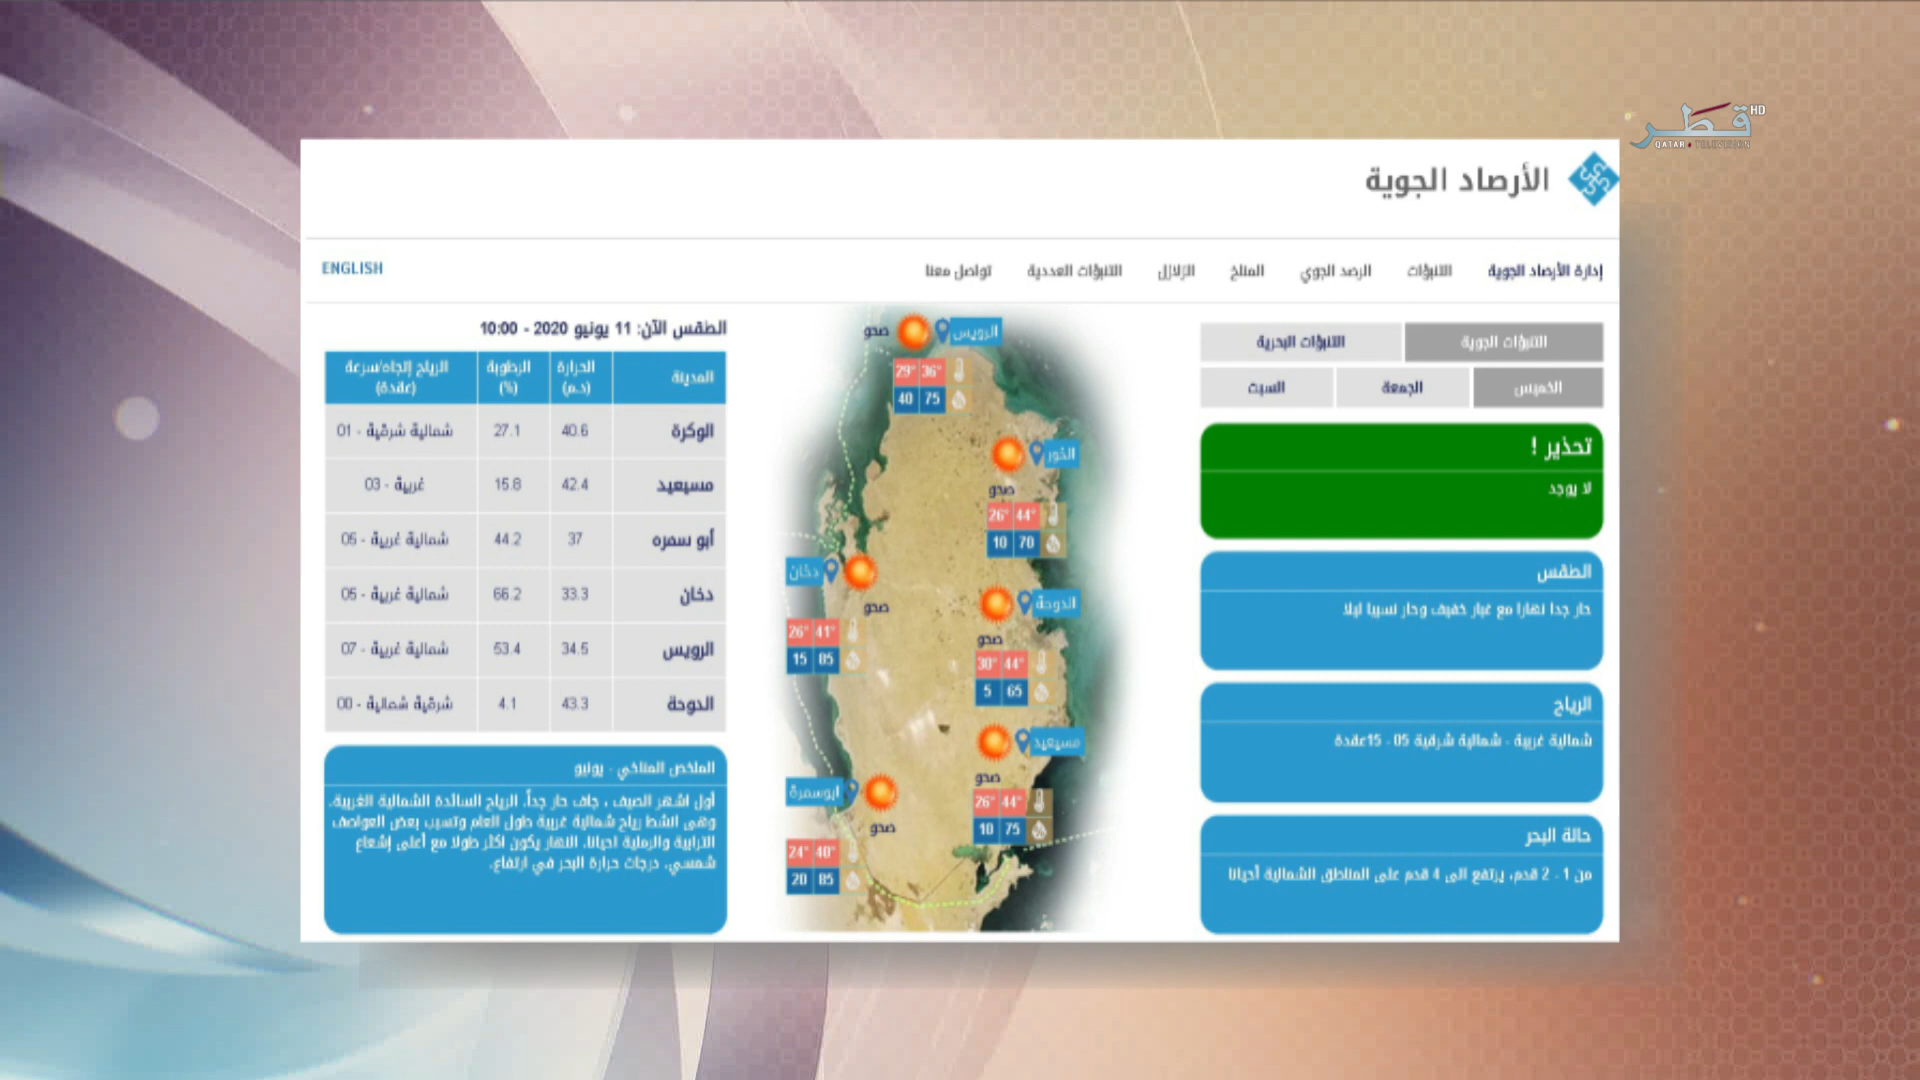 قطر HD
QATAR TELEVISION
الأرصاد الجوية
إدارة الأرصاد الجوية التنبؤات الرصد الجوي المناخ الزلازل التنبؤات العددية تواصل معنا ENGLISH
التنبؤات الجوية التنبؤات البحرية
الخميس الجمعة السبت
تحذير !
لا يوجد
الطقس
حار جدا نهارا مع غبار خفيف وحار نسبيا ليلا
الرياح
شمالية غربية - شمالية شرقية 05 - 15عقدة
حالة البحر
من 1 - 2 قدم، يرتفع الى 4 قدم على المناطق الشمالية أحيانا
الرويس
صحو
29° 36°
40 75
الخور
صحو
26° 44°
10 70
دخان
صحو
26° 41°
15 85
الدوحة
صحو
30° 44°
5 65
مسيعيد
صحو
26° 44°
10 75
ابوسمرة
صحو
24° 40°
20 85
الطقس الآن: 11 يونيو 2020 - 10:00
المدينة الحرارة (د.م) الرطوبة (%) الرياح إتجاه/سرعة (عقدة)
الوكرة 40.6 27.1 شمالية شرقية - 01
مسيعيد 42.4 15.8 غربية - 03
أبو سمره 37 44.2 شمالية غربية - 05
دخان 33.3 66.2 شمالية غربية - 05
الرويس 34.5 53.4 شمالية غربية - 07
الدوحة 43.3 4.1 شرقية شمالية - 00
الملخص المناخي - يونيو
أول اشهر الصيف ، جاف حار جداً. الرياح السائدة الشمالية الغربية.
وهى انشط رياح شمالية غربية طول العام وتسبب بعض العواصف
الترابية والرملية احيانا. النهار يكون اكثر طولا مع أعلى إشعاع
شمسي. درجات حرارة البحر في ارتفاع.